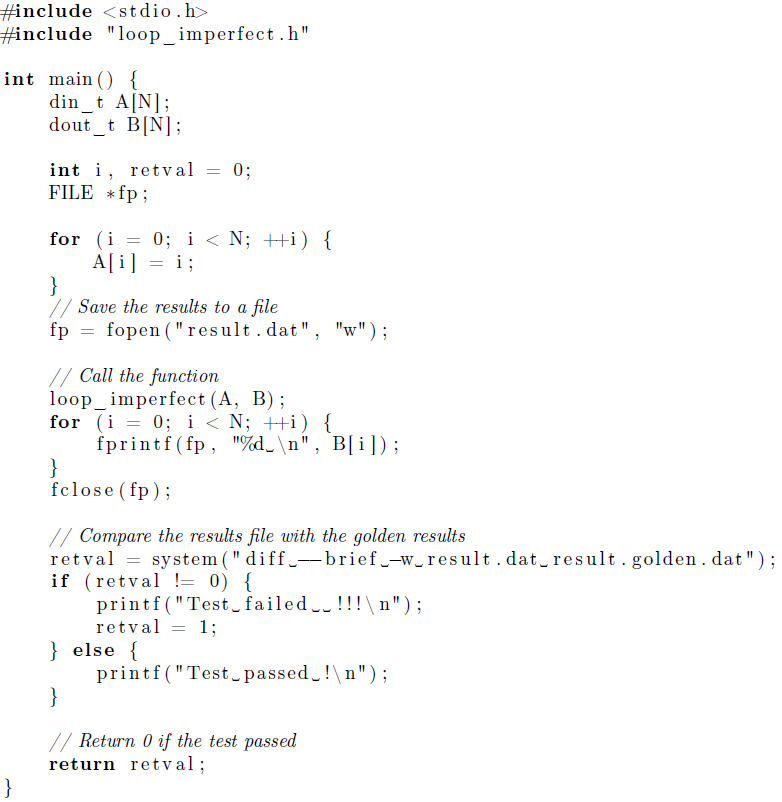 #include <stdio.h>
#include "loop_imperfect.h"

int main() {
    din_t A[N];
    dout_t B[N];

    int i, retval = 0;
    FILE *fp;

    for (i = 0; i < N; ++i) {
        A[i] = i;
    }
    // Save the results to a file
    fp = fopen("result.dat", "w");

    // Call the function
    loop_imperfect(A, B);
    for (i = 0; i < N; ++i) {
        fprintf(fp, "%d␣\n", B[i]);
    }
    fclose(fp);

    // Compare the results file with the golden results
    retval = system("diff␣--brief␣-w␣result.dat␣result.golden.dat");
    if (retval != 0) {
        printf("Test␣failed␣␣!!!\n");
        retval = 1;
    } else {
        printf("Test␣passed␣!\n");
    }

    // Return 0 if the test passed
    return retval;
}